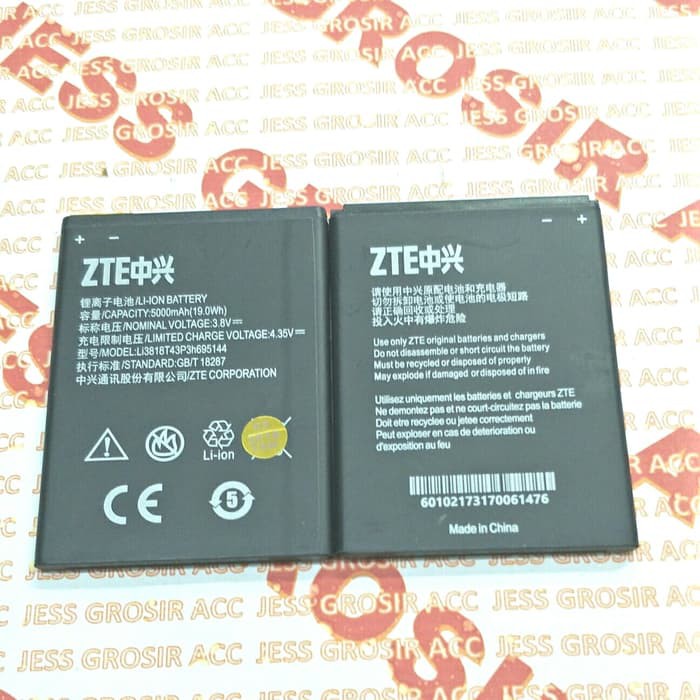 + −
ZTE中兴
锂离子电池/LI-ION BATTERY
容量/CAPACITY:5000mAh(19.0Wh)
标称电压/NOMINAL VOLTAGE:3.8V⎓
充电限制电压/LIMITED CHARGE VOLTAGE:4.35V⎓
型号/MODEL:Li3818T43P3h695144
执行标准/STANDARD:GB/T 18287
中兴通讯股份有限公司/ZTE CORPORATION
Li-ion
CE
5
− +
ZTE中兴
请使用中兴原配电池和充电器
切勿拆卸电池或使电池的电极短路
请正确回收或处理
投入火中有爆炸危险
Use only ZTE original batteries and chargers
Do not disassemble or short circuit the battery
Must be recycled or disposed of properly
May explode if damaged or disposed of in fire
Utilisez uniquement les batteries et chargeurs ZTE
Ne demontez pas et ne court-circuitez pas la batterie
Doit etre recyclee ou jetee correctement
Peut exploser en cas de deterioration ou
d'exposition au feu
60102173170061476
Made in China
JESS GROSIR ACC